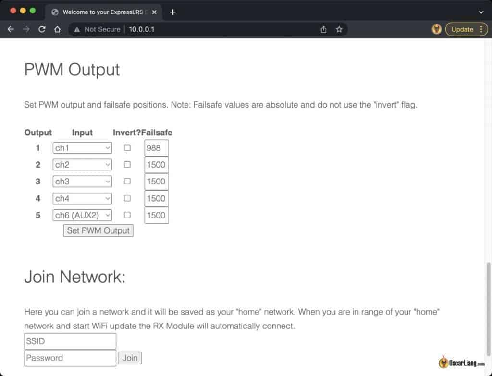 Welcome to your ExpressLRS
Not Secure | 10.0.0.1
Update
PWM Output
Set PWM output and failsafe positions. Note: Failsafe values are absolute and do not use the "invert" flag.
Output Input Invert? Failsafe
1 ch1 988
2 ch2 1500
3 ch3 1500
4 ch4 1500
5 ch6 (AUX2) 1500
Set PWM Output
Join Network:
Here you can join a network and it will be saved as your "home" network. When you are in range of your "home"
network and start WiFi update the RX Module will automatically connect.
SSID
Password Join
OscarLiang.com